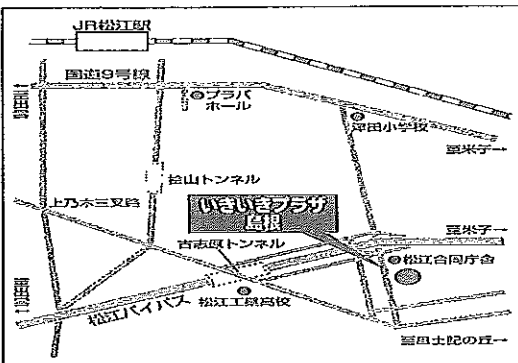 JR松江駅
国道9号線
プラバ
ホール
津田小学校
至米子→
桧山トンネル
上乃木三叉路
いきいきプラザ
島根
至米子→
古志原トンネル
松江合同庁舎
松江工業高校
松江バイパス